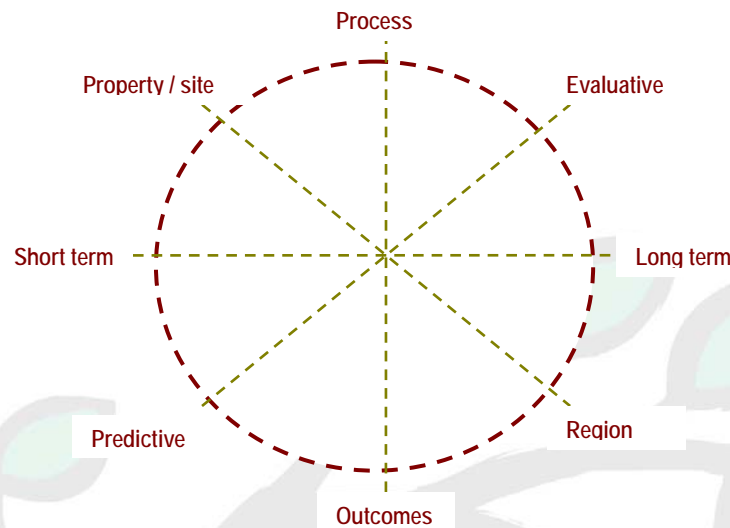 Process
Property / site
Evaluative
Short term
Long term
Predictive
Region
Outcomes